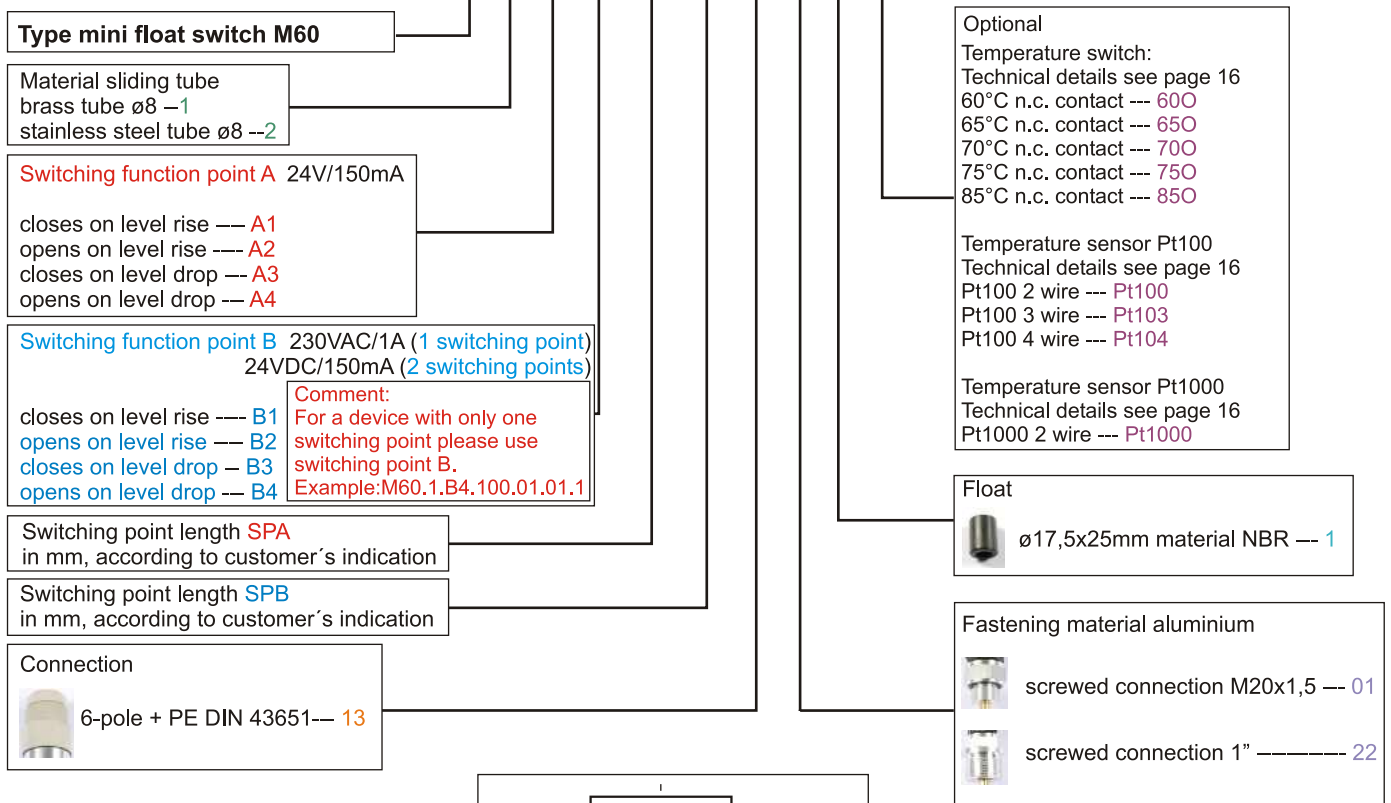 Type mini float switch M60
Material sliding tube
brass tube ø8 –1
stainless steel tube ø8 --2
Switching function point A 24V/150mA
closes on level rise ---- A1
opens on level rise ---- A2
closes on level drop --- A3
opens on level drop --- A4
Switching function point B 230VAC/1A (1 switching point)
24VDC/150mA (2 switching points)
closes on level rise ---- B1
opens on level rise ---- B2
closes on level drop -- B3
opens on level drop --- B4
Comment:
For a device with only one
switching point please use
switching point B.
Example:M60.1.B4.100.01.01.1
Switching point length SPA
in mm, according to customer´s indication
Switching point length SPB
in mm, according to customer´s indication
Connection
6-pole + PE DIN 43651--- 13
Optional
Temperature switch:
Technical details see page 16
60°C n.c. contact --- 60O
65°C n.c. contact --- 65O
70°C n.c. contact --- 70O
75°C n.c. contact --- 75O
85°C n.c. contact --- 85O
Temperature sensor Pt100
Technical details see page 16
Pt100 2 wire --- Pt100
Pt100 3 wire --- Pt103
Pt100 4 wire --- Pt104
Temperature sensor Pt1000
Technical details see page 16
Pt1000 2 wire --- Pt1000
Float
ø17,5x25mm material NBR --- 1
Fastening material aluminium
screwed connection M20x1,5 --- 01
screwed connection 1” ------------- 22